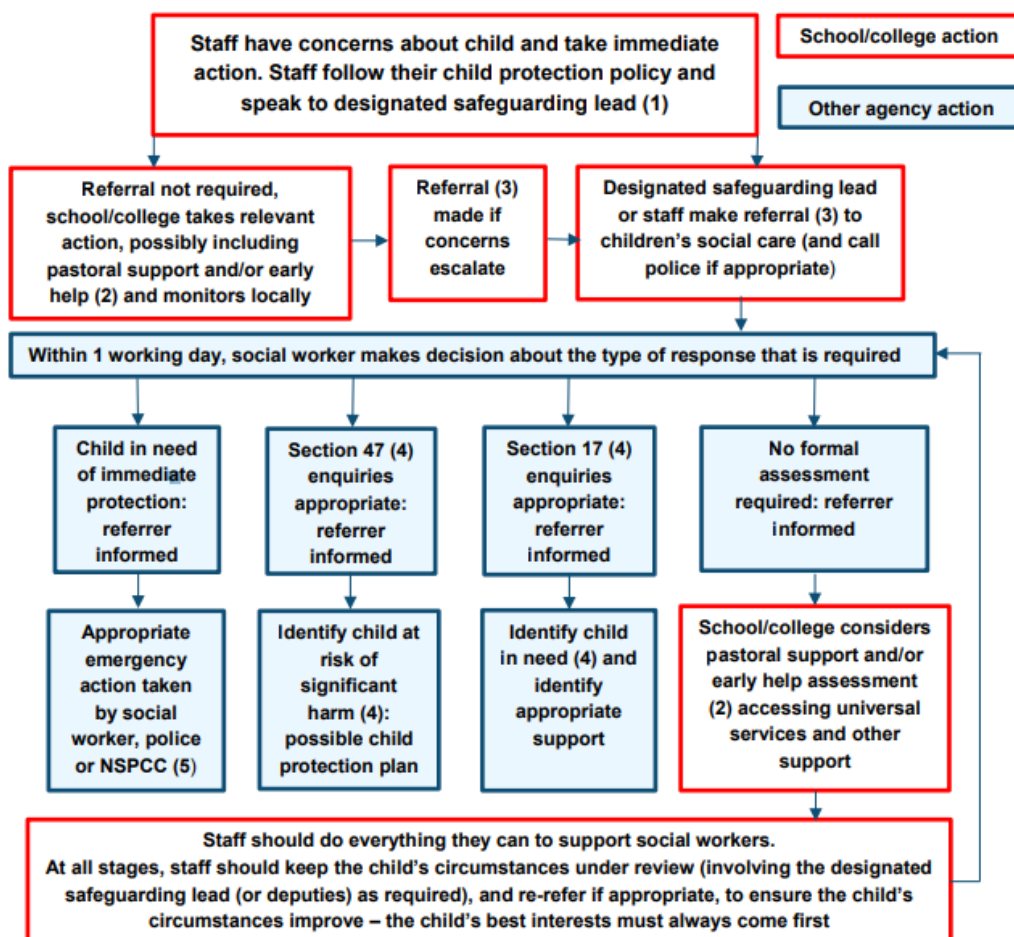 Staff have concerns about child and take immediate
action. Staff follow their child protection policy and
speak to designated safeguarding lead (1)
School/college action
Other agency action
Referral not required,
school/college takes relevant
action, possibly including
pastoral support and/or early
help (2) and monitors locally
Referral (3)
made if
concerns
escalate
Designated safeguarding lead
or staff make referral (3) to
children’s social care (and call
police if appropriate)
Within 1 working day, social worker makes decision about the type of response that is required
Child in need
of immediate
protection:
referrer
informed
Section 47 (4)
enquiries
appropriate:
referrer
informed
Section 17 (4)
enquiries
appropriate:
referrer
informed
No formal
assessment
required: referrer
informed
Appropriate
emergency
action taken
by social
worker, police
or NSPCC (5)
Identify child at
risk of
significant
harm (4):
possible child
protection plan
Identify child
in need (4) and
identify
appropriate
support
School/college considers
pastoral support and/or
early help assessment
(2) accessing universal
services and other
support
Staff should do everything they can to support social workers.
At all stages, staff should keep the child’s circumstances under review (involving the designated
safeguarding lead (or deputies) as required), and re-refer if appropriate, to ensure the child’s
circumstances improve – the child’s best interests must always come first